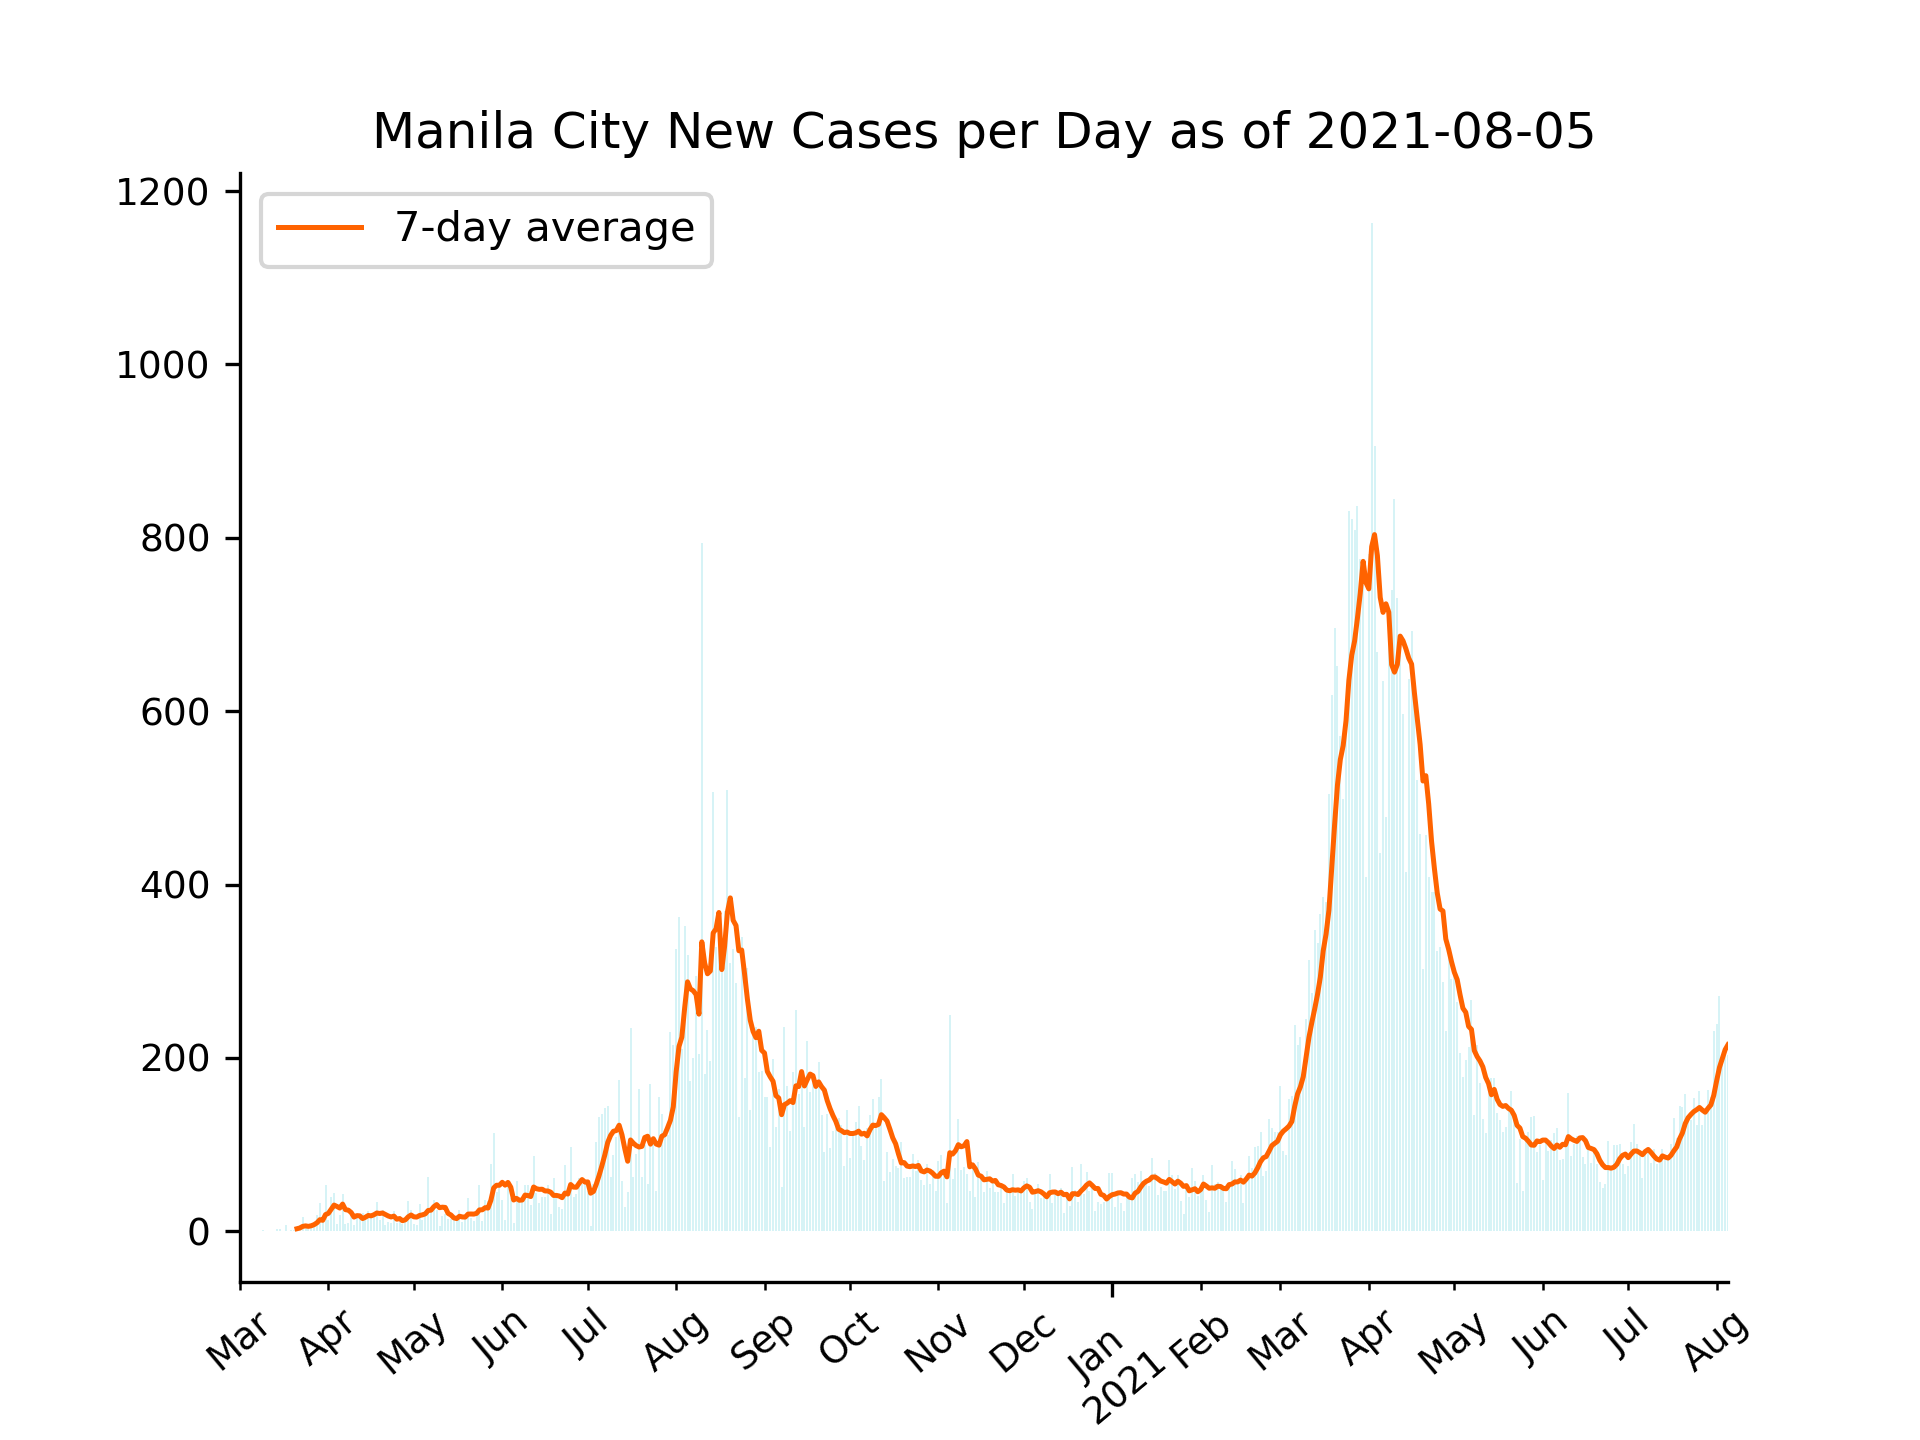 Manila City New Cases per Day as of 2021-08-05
7-day average
1200
1000
800
600
400
200
0
Mar
Apr
May
Jun
Jul
Aug
Sep
Oct
Nov
Dec
Jan
2021
Feb
Mar
Apr
May
Jun
Jul
Aug